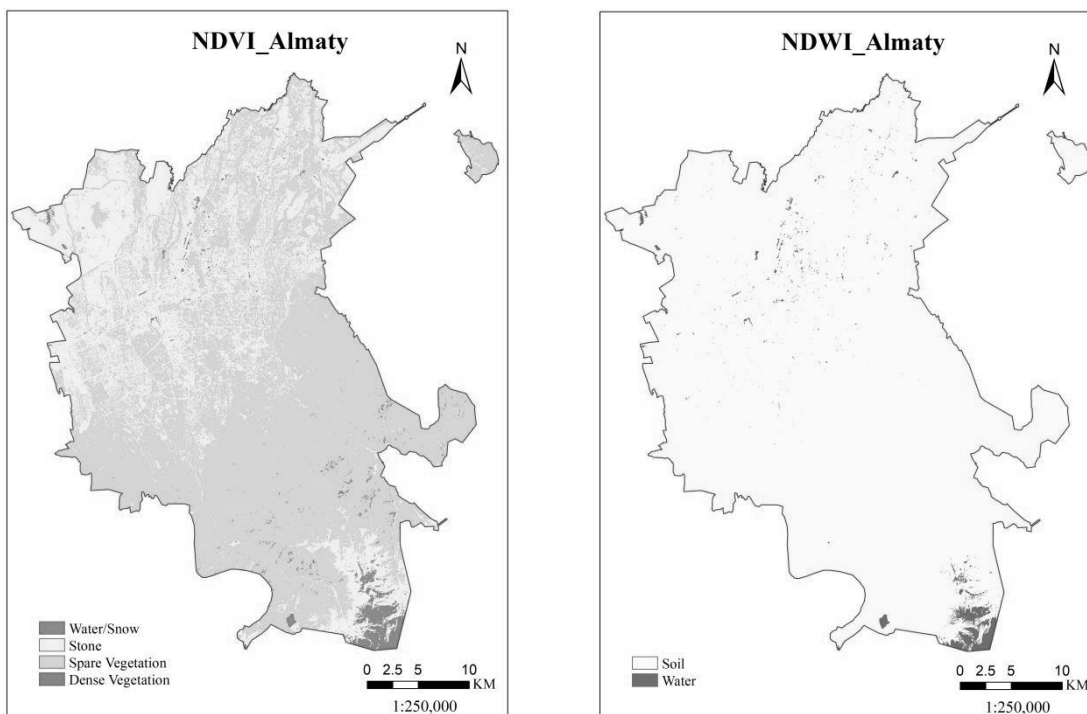 NDVI_Almaty
N
Water/Snow
Stone
Spare Vegetation
Dense Vegetation
0 2.5 5 10
KM
1:250,000
NDWI_Almaty
N
Soil
Water
0 2.5 5 10
KM
1:250,000